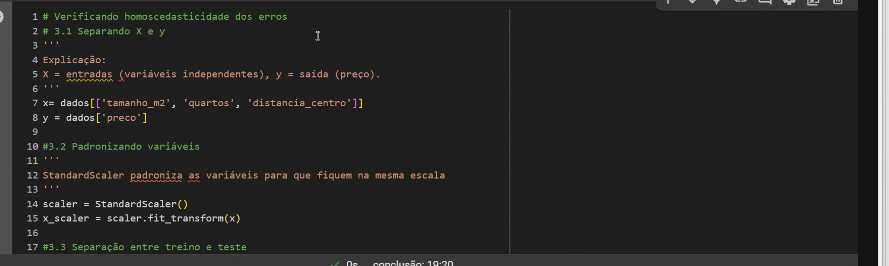 1 # Verificando homoscedasticidade dos erros
2 # 3.1 Separando X e y
3 '''
4 Explicação:
5 X = entradas (variáveis independentes), y = saída (preço).
6 '''
7 x= dados[['tamanho_m2', 'quartos', 'distancia_centro']]
8 y = dados['preco']
9
10 #3.2 Padronizando variáveis
11 '''
12 StandardScaler padroniza as variáveis para que fiquem na mesma escala
13 '''
14 scaler = StandardScaler()
15 x_scaler = scaler.fit_transform(x)
16
17 #3.3 Separação entre treino e teste
0s conclusão: 19:20